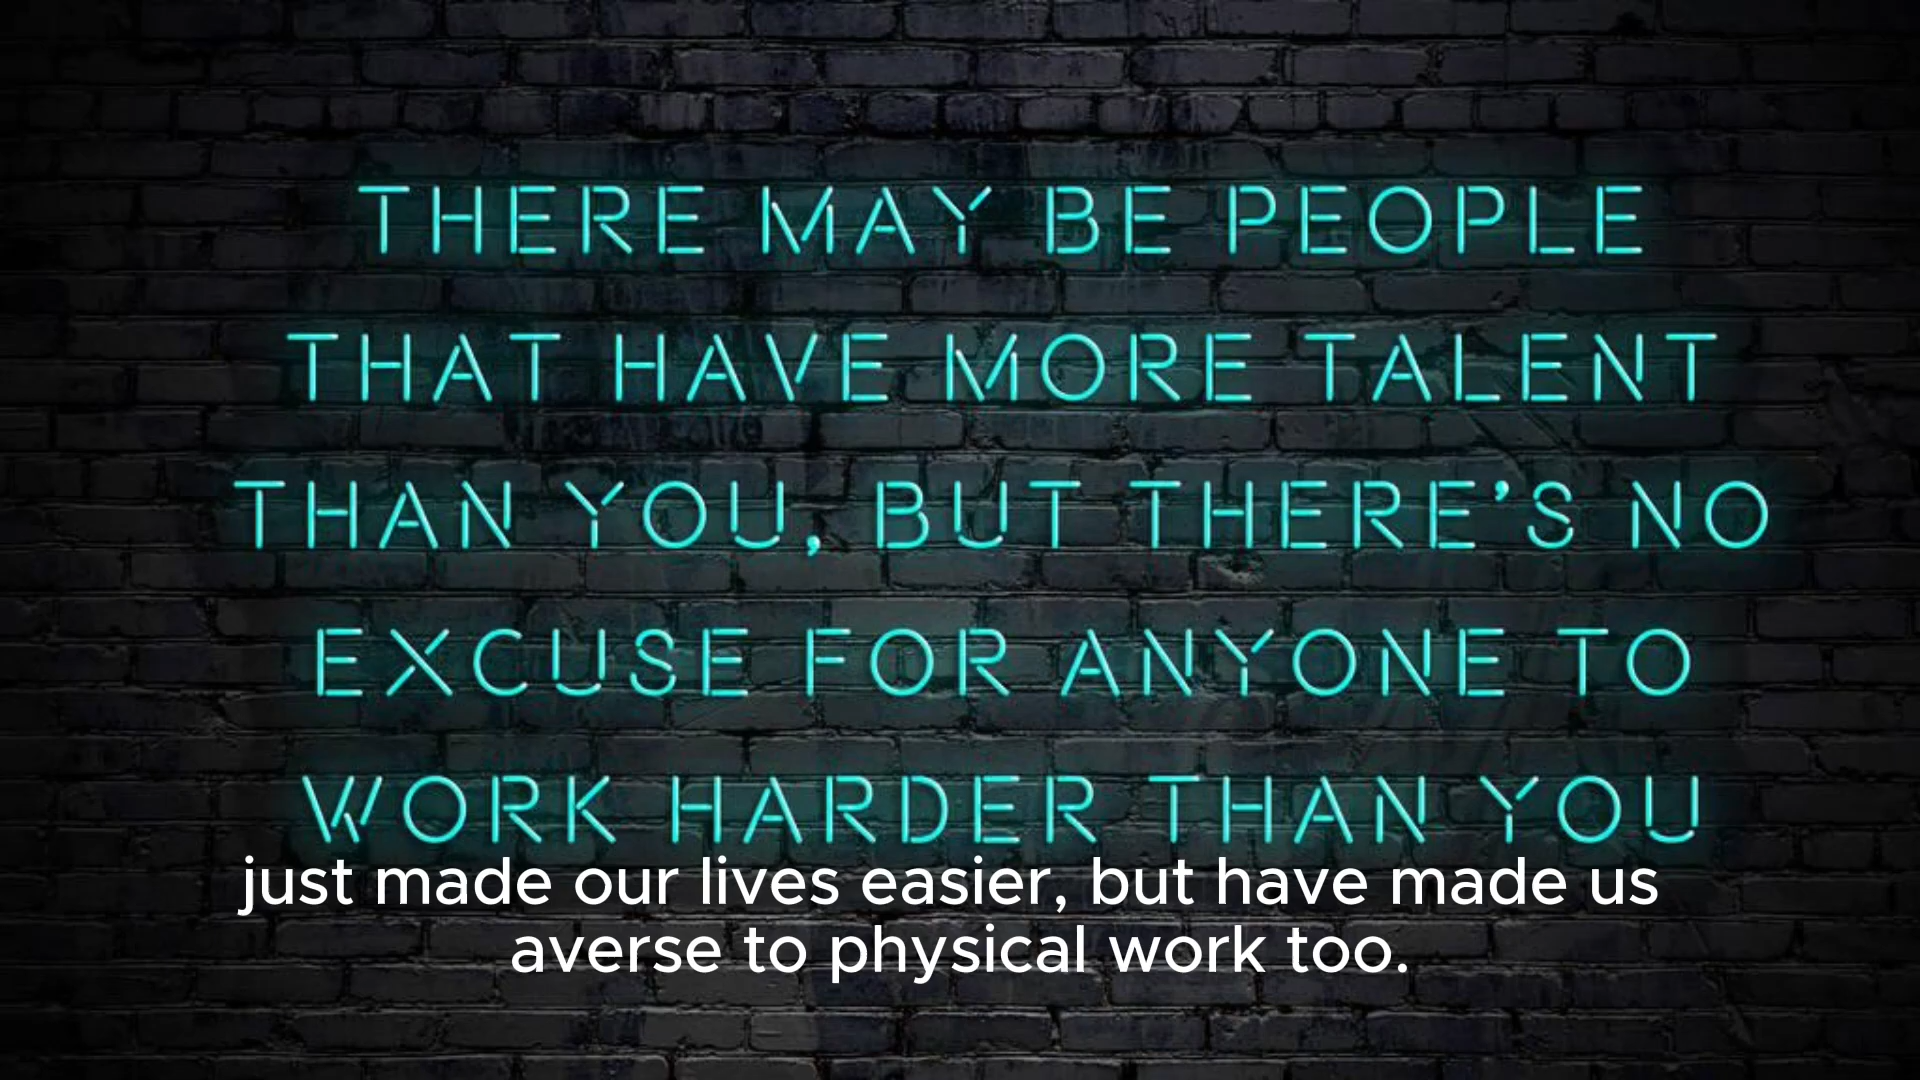 THERE MAY BE PEOPLE
THAT HAVE MORE TALENT
THAN YOU, BUT THERE'S NO
EXCUSE FOR ANYONE TO
WORK HARDER THAN YOU
just made our lives easier, but have made us
averse to physical work too.